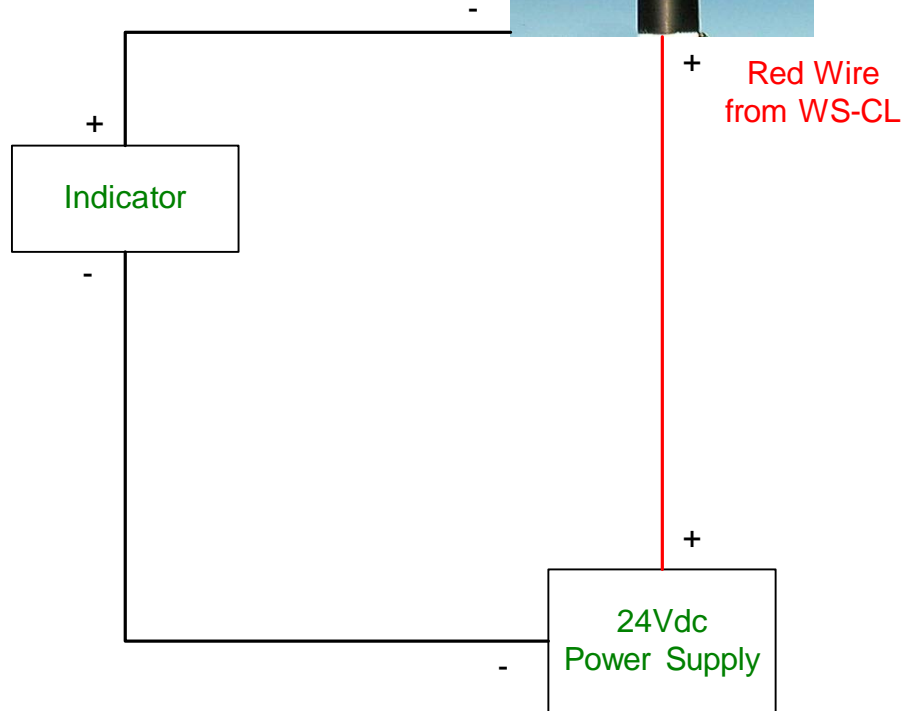 -
+
Red Wire
from WS-CL
+
Indicator
-
+
24Vdc
Power Supply
-